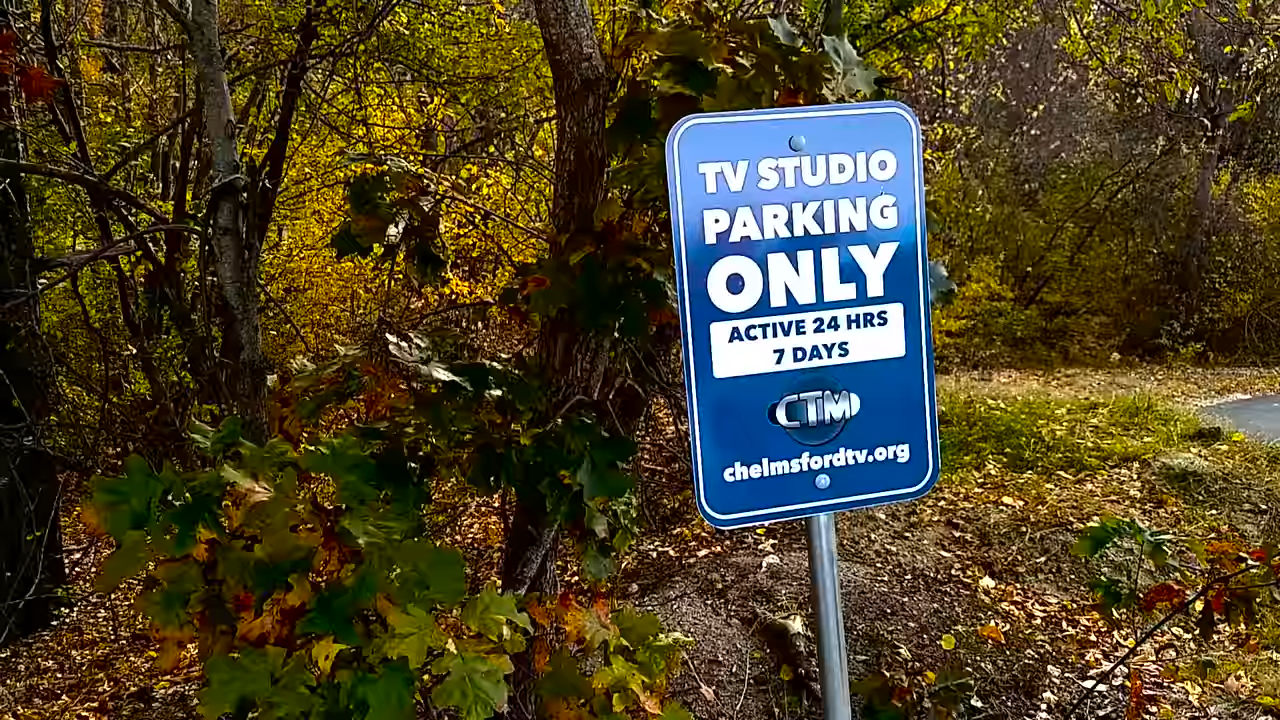 TV STUDIO
PARKING
ONLY
ACTIVE 24 HRS
7 DAYS
CTM
chelmsfordtv.org